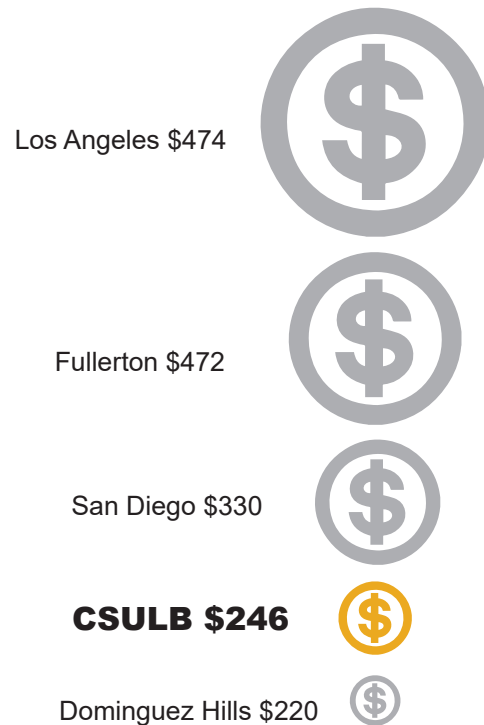 Los Angeles $474
Fullerton $472
San Diego $330
CSULB $246
Dominguez Hills $220